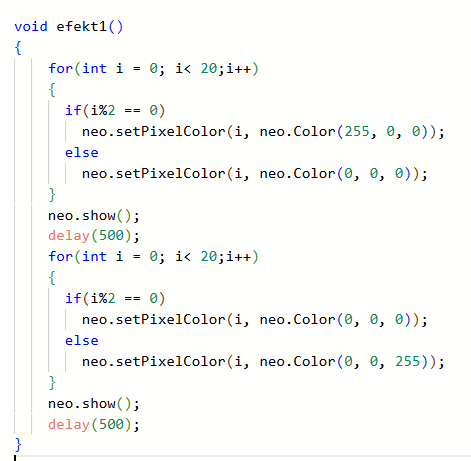 void efekt1()
{
    for(int i = 0; i< 20;i++)
    {
      if(i%2 == 0)
        neo.setPixelColor(i, neo.Color(255, 0, 0));
      else
        neo.setPixelColor(i, neo.Color(0, 0, 0));
    }
    neo.show();
    delay(500);
    for(int i = 0; i< 20;i++)
    {
      if(i%2 == 0)
        neo.setPixelColor(i, neo.Color(0, 0, 0));
      else
        neo.setPixelColor(i, neo.Color(0, 0, 255));
    }
    neo.show();
    delay(500);
}